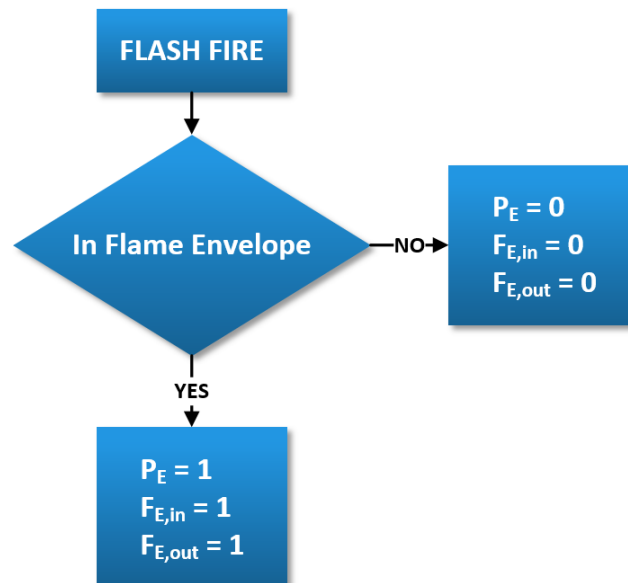 FLASH FIRE
In Flame Envelope
NO
P_E = 0
F_E,in = 0
F_E,out = 0
YES
P_E = 1
F_E,in = 1
F_E,out = 1